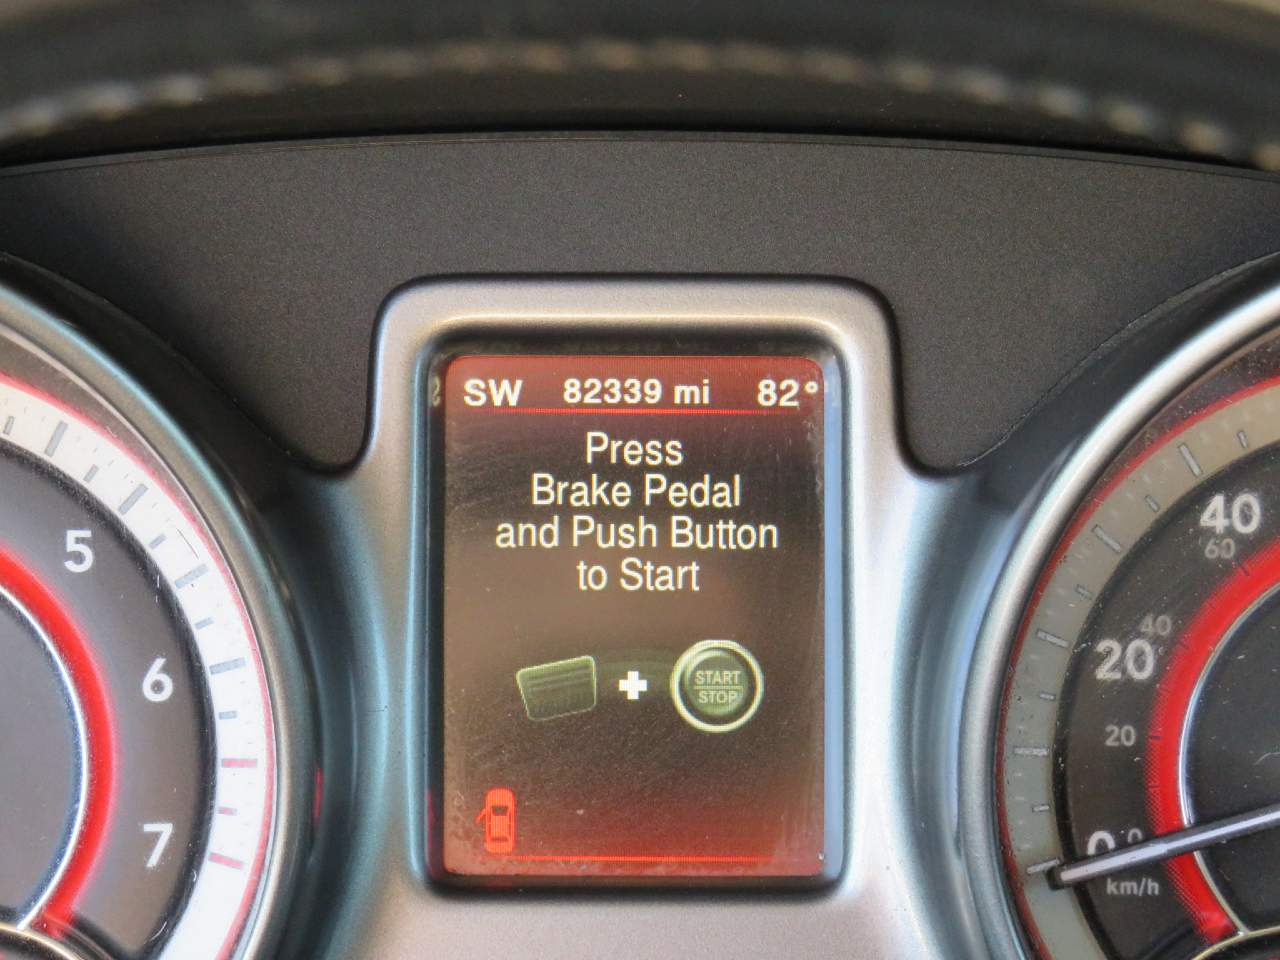 SW 82339 mi 82°
Press
Brake Pedal
and Push Button
to Start
START
STOP
5
6
7
40
60
40
20
20
0 0
km/h